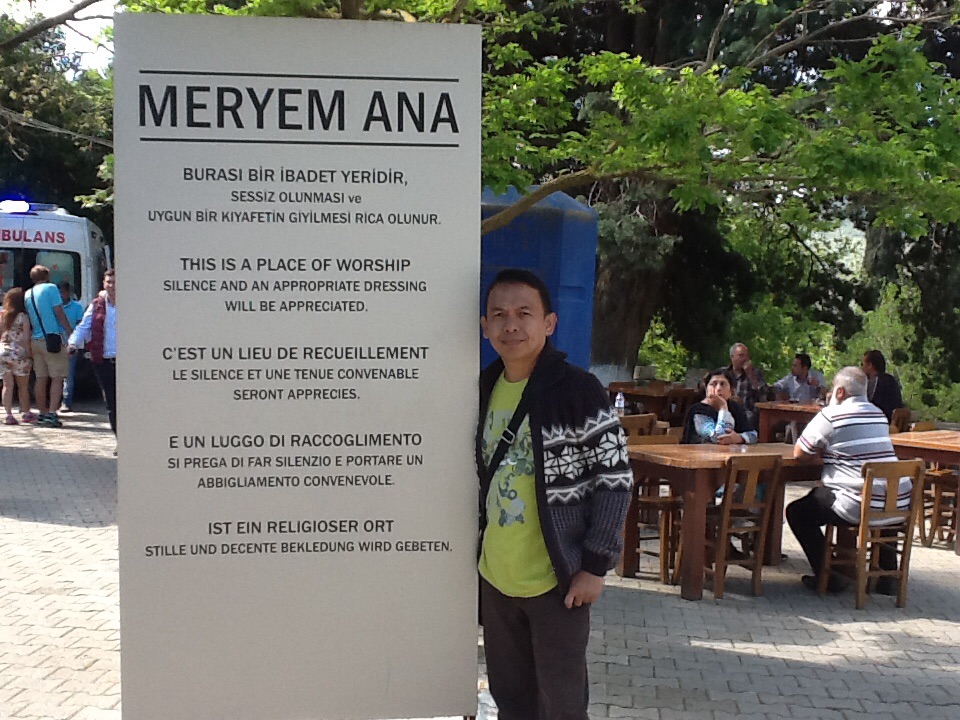 MERYEM ANA
BURASI BİR İBADET YERİDİR,
SESSİZ OLUNMASI ve
UYGUN BİR KIYAFETİN GİYİLMESİ RİCA OLUNUR.
THIS IS A PLACE OF WORSHIP
SILENCE AND AN APPROPRIATE DRESSING
WILL BE APPRECIATED.
C'EST UN LIEU DE RECUEILLEMENT
LE SILENCE ET UNE TENUE CONVENABLE
SERONT APPRECIES.
E UN LUGGO DI RACCOGLIMENTO
SI PREGA DI FAR SILENZIO E PORTARE UN
ABBIGLIAMENTO CONVENEVOLE.
IST EIN RELIGIOSER ORT
STILLE UND DECENTE BEKLEDUNG WIRD GEBETEN.
BULANS